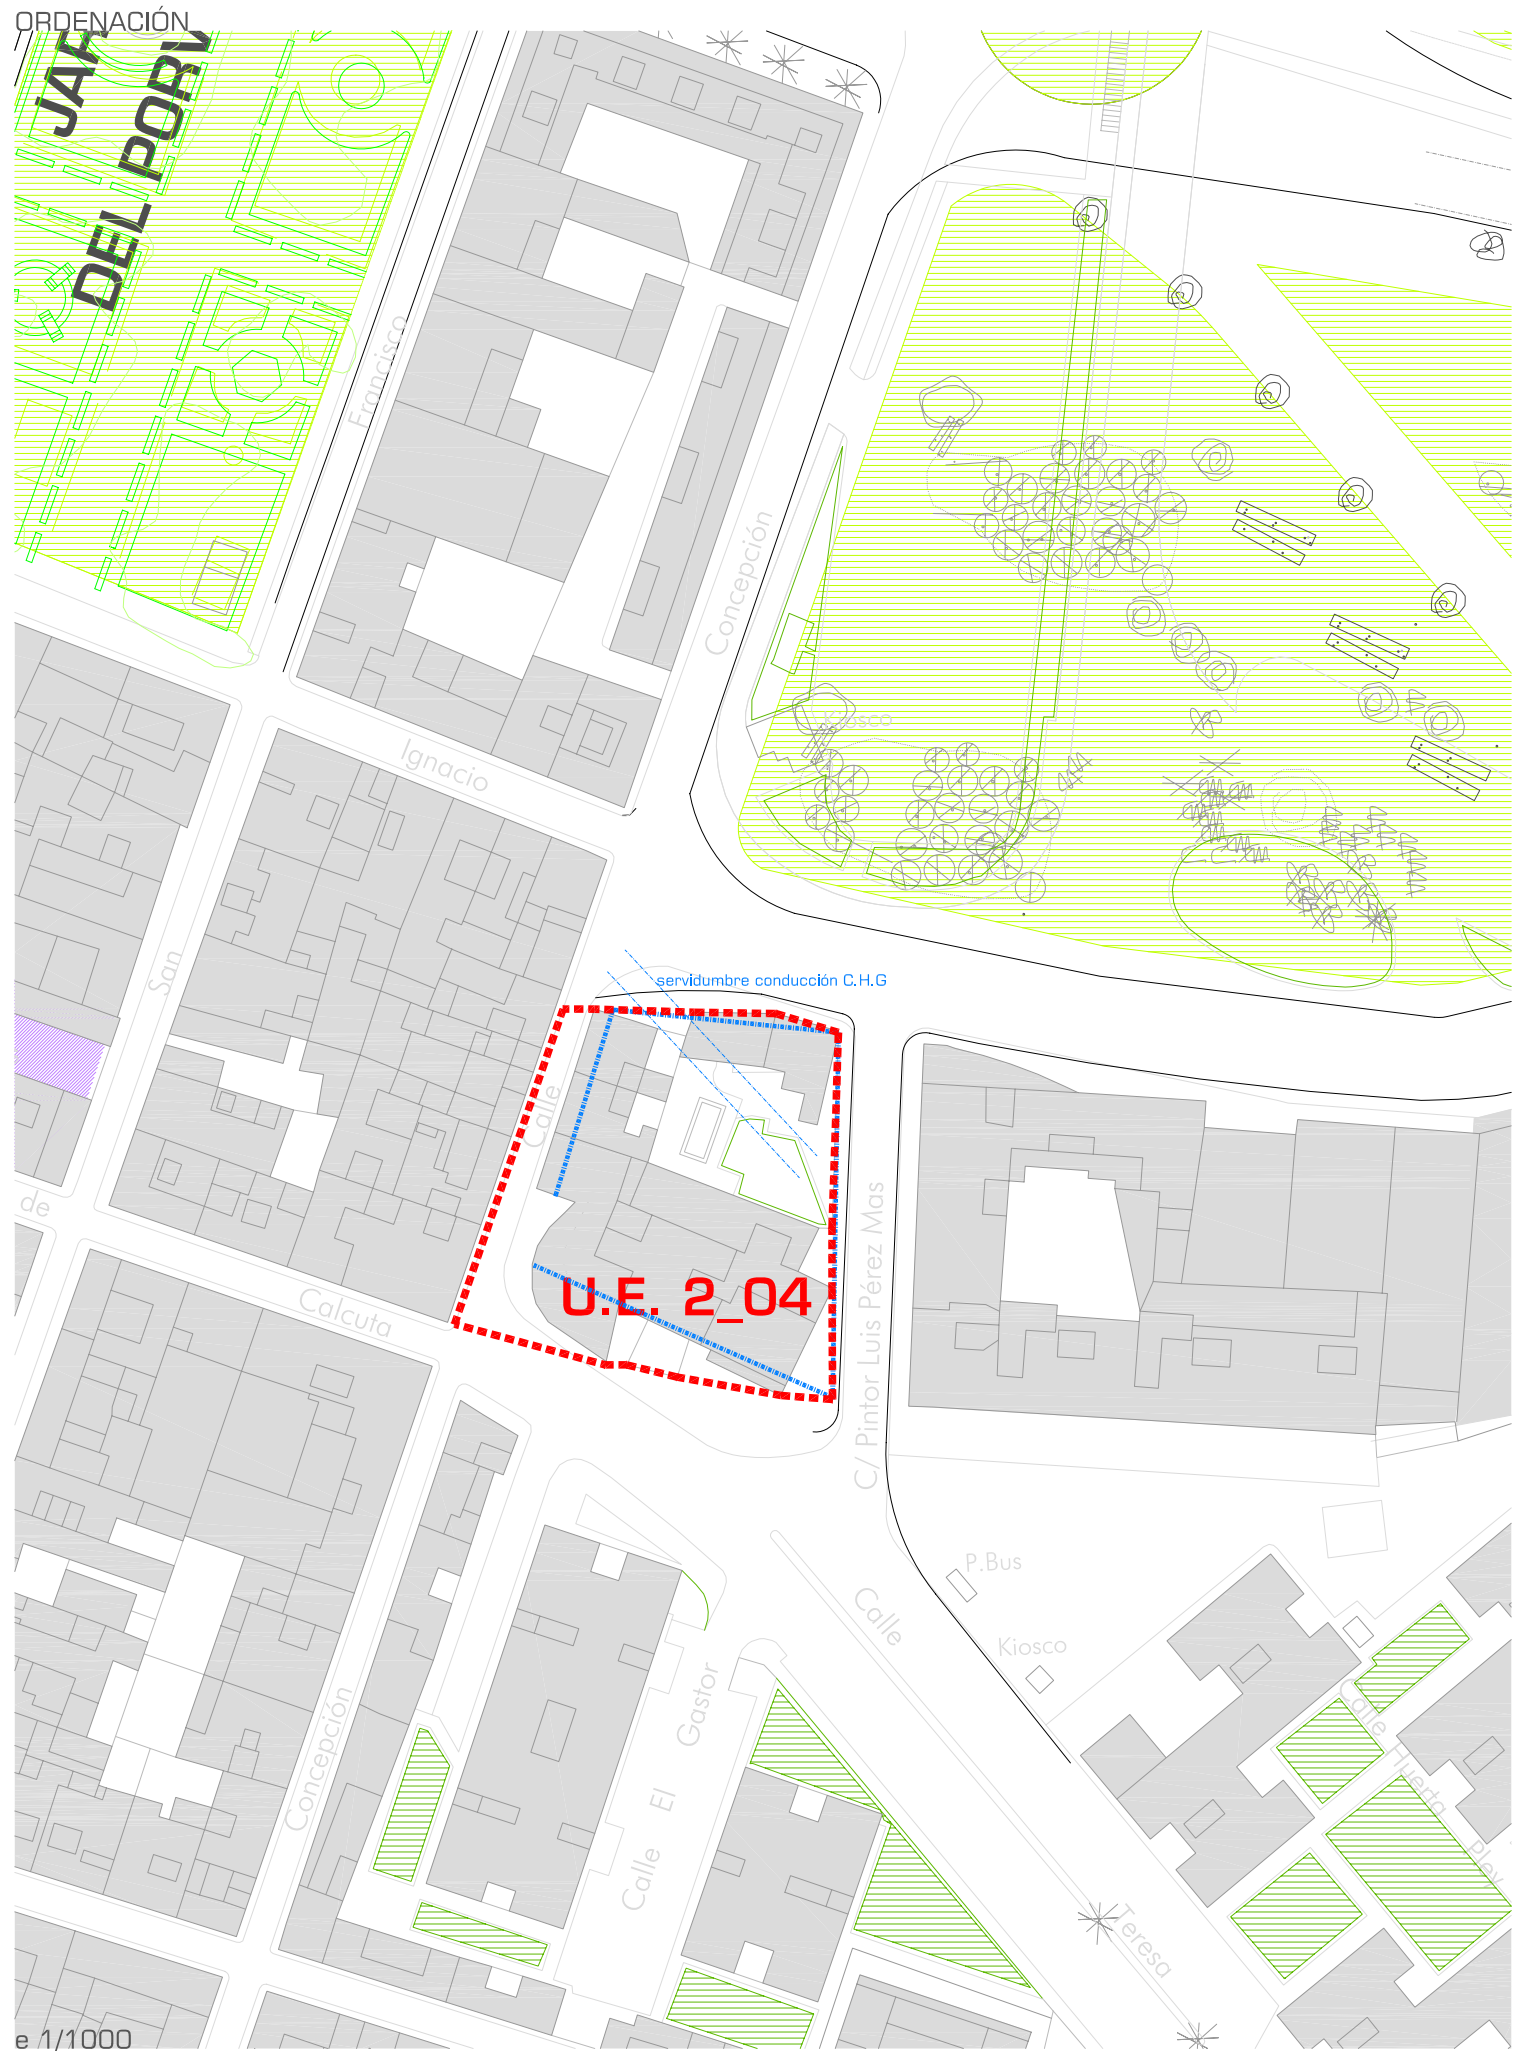 ORDENACIÓN
DEL
Francisco
Concepción
Kiosco
Ignacio
San
servidumbre conducción C.H.G
Calle
de
C/ Pintor Luis Pérez Mas
U.E. 2_04
Calcuta
P.Bus
Calle
Kiosco
Concepción
Calle El Gastor
Calle Huerta
Teresa
e 1/1000